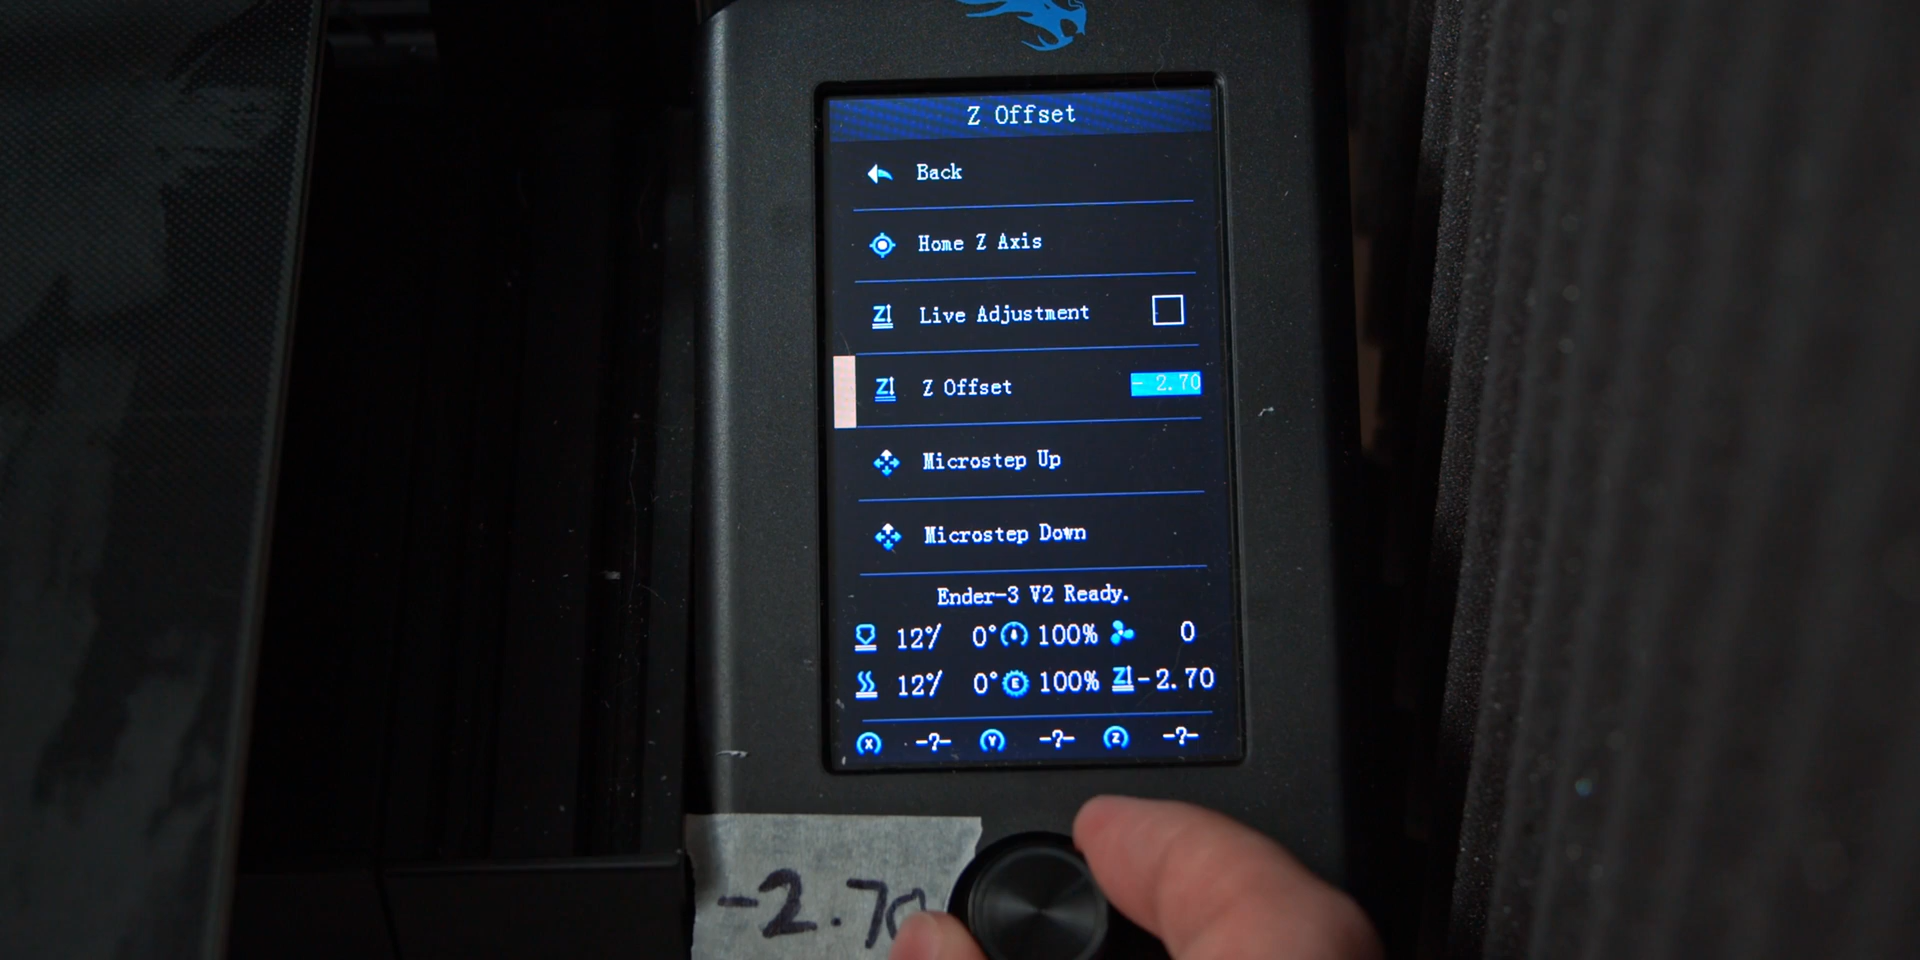 Z Offset
Back
Home Z Axis
Live Adjustment
Z Offset - 2.70
Microstep Up
Microstep Down
Ender-3 V2 Ready.
12°/ 0° 100% 0
12°/ 0° E 100% Z -2.70
X -?- Y -?- Z -?-
-2.70